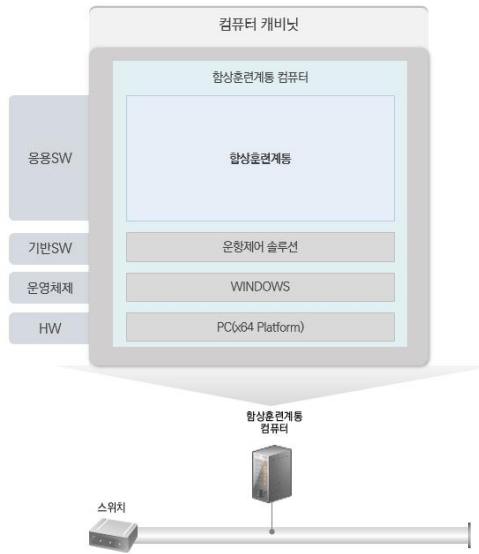 컴퓨터 캐비닛
함상훈련계통 컴퓨터
응용SW
함상훈련계통
기반SW
운항제어 솔루션
운영체제
WINDOWS
HW
PC(x64 Platform)
함상훈련계통
컴퓨터
스위치